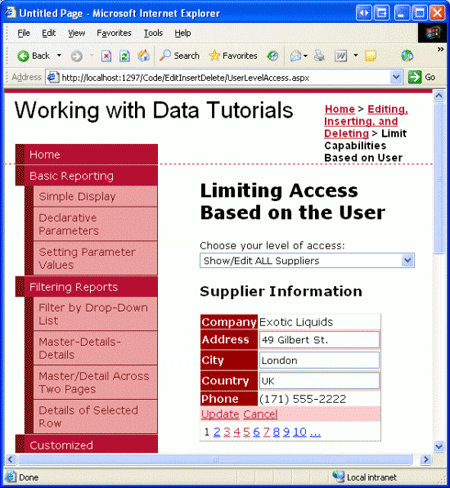 Untitled Page - Microsoft Internet Explorer
File Edit View Favorites Tools Help
Back Search Favorites
Address http://localhost:1297/Code/EditInsertDelete/UserLevelAccess.aspx Go
Working with Data Tutorials
Home > Editing,
Inserting, and
Deleting > Limit
Capabilities
Based on User
Home
Basic Reporting
Simple Display
Declarative
Parameters
Setting Parameter
Values
Filtering Reports
Filter by Drop-Down
List
Master-Details-
Details
Master/Detail Across
Two Pages
Details of Selected
Row
Customized
Limiting Access
Based on the User
Choose your level of access:
Show/Edit ALL Suppliers
Supplier Information
Company Exotic Liquids
Address 49 Gilbert St.
City London
Country UK
Phone (171) 555-2222
Update Cancel
1 2 3 4 5 6 7 8 9 10 ...
Done Local intranet